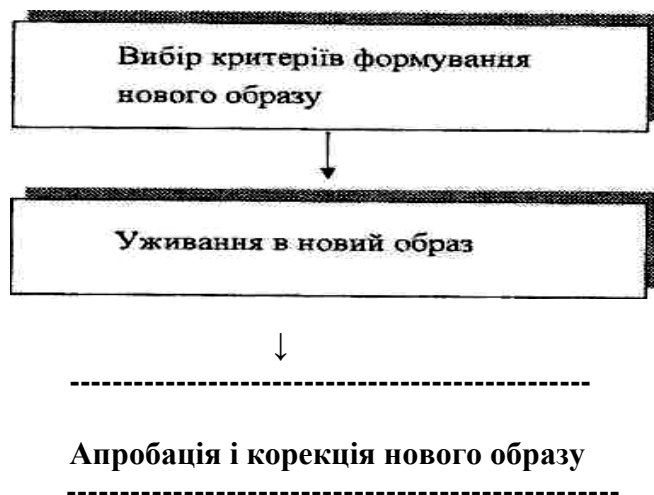 Вибір критеріїв формування
нового образу
↓
Уживання в новий образ
↓
-------------------------------------------------
Апробація і корекція нового образу
----------------------------------------------------